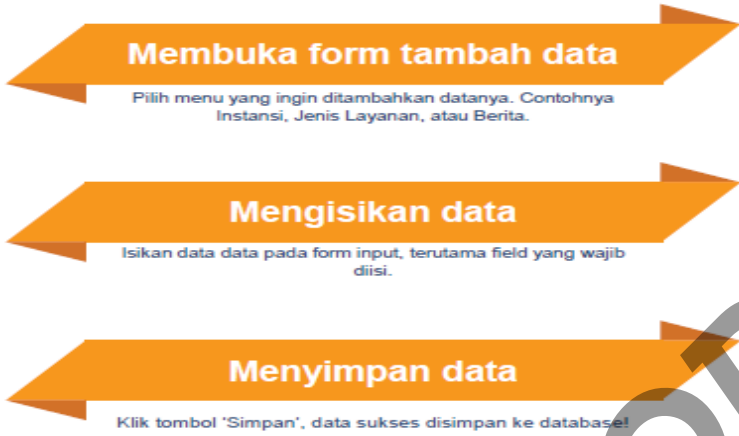 Membuka form tambah data
Pilih menu yang ingin ditambahkan datanya. Contohnya
Instansi, Jenis Layanan, atau Berita.
Mengisikan data
Isikan data data pada form input, terutama field yang wajib
diisi.
Menyimpan data
Klik tombol 'Simpan', data sukses disimpan ke database!